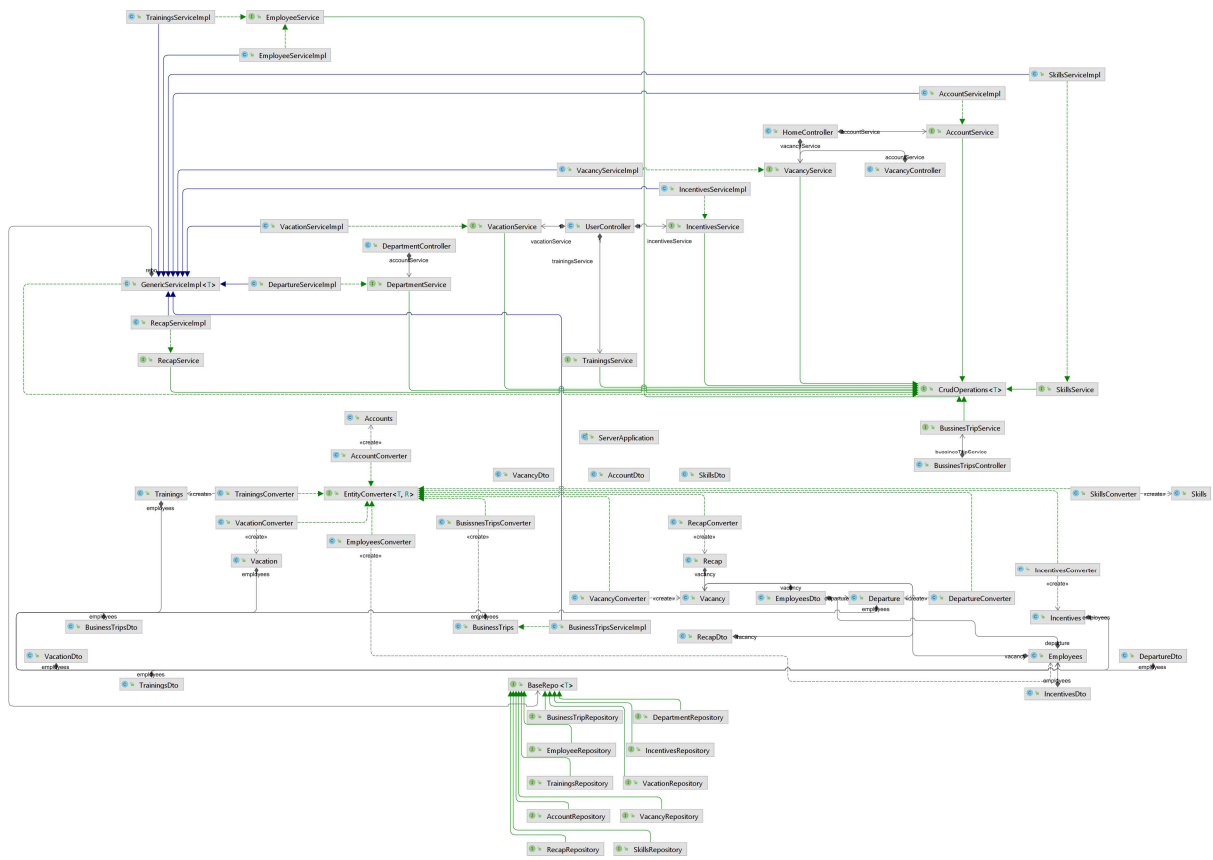 TrainingsServiceImpl
EmployeeService
EmployeeServiceImpl
SkillsServiceImpl
AccountServiceImpl
HomeController
accountService
AccountService
vacancyService
accountService
VacancyServiceImpl
VacancyService
VacancyController
IncentivesServiceImpl
VacationServiceImpl
VacationService
UserController
IncentivesService
vacationService
incentivesService
DepartmentController
accountService
trainingsService
repo
GenericServiceImpl<T>
DepartureServiceImpl
DepartmentService
RecapServiceImpl
RecapService
TrainingsService
CrudOperations<T>
SkillsService
Accounts
«create»
BussinesTripService
ServerApplication
bussinesTripService
AccountConverter
BussinesTripsController
VacancyDto
AccountDto
SkillsDto
Trainings
«create»
TrainingsConverter
EntityConverter<T, R>
SkillsConverter
«create»
Skills
employees
VacationConverter
BusissnesTripsConverter
RecapConverter
«create»
EmployeesConverter
«create»
«create»
Vacation
Recap
employees
vacancy
IncentivesConverter
«create»
vacancy
VacancyConverter
«create»
Vacancy
EmployeesDto
departure
Departure
«create»
DepartureConverter
employees
employees
employees
Incentives
employees
BusinessTripsDto
BusinessTrips
BusinessTripsServiceImpl
RecapDto
vacancy
departure
VacationDto
vacancy
Employees
DepartureDto
employees
employees
employees
employees
TrainingsDto
BaseRepo<T>
IncentivesDto
BusinessTripRepository
DepartmentRepository
EmployeeRepository
IncentivesRepository
TrainingsRepository
VacationRepository
AccountRepository
VacancyRepository
RecapRepository
SkillsRepository